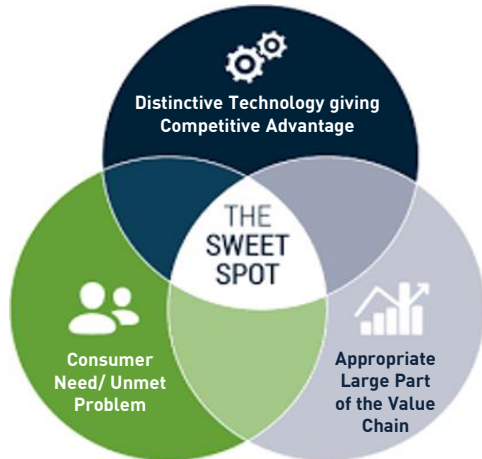 Distinctive Technology giving
Competitive Advantage
THE
SWEET
SPOT
Consumer
Need/ Unmet
Problem
Appropriate
Large Part
of the Value
Chain